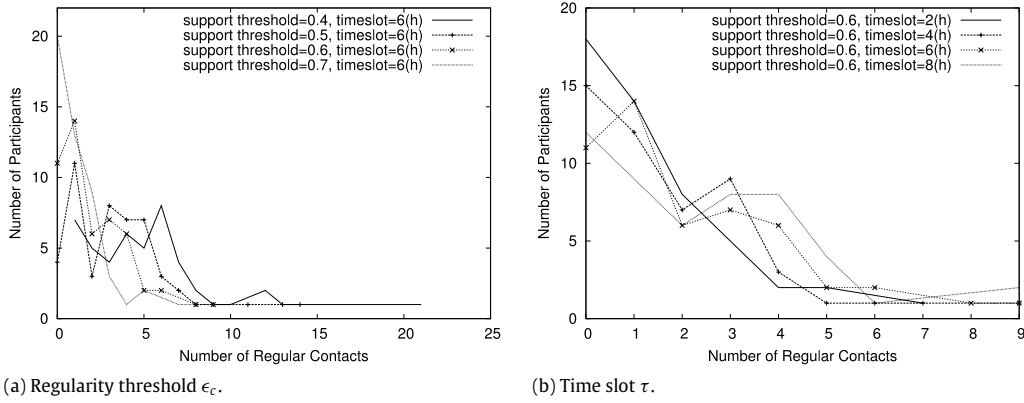 support threshold=0.4, timeslot=6(h)
support threshold=0.5, timeslot=6(h)
support threshold=0.6, timeslot=6(h)
support threshold=0.7, timeslot=6(h)
20
15
10
5
0
Number of Participants
0 5 10 15 20 25
Number of Regular Contacts
(a) Regularity threshold ϵc.
support threshold=0.6, timeslot=2(h)
support threshold=0.6, timeslot=4(h)
support threshold=0.6, timeslot=6(h)
support threshold=0.6, timeslot=8(h)
20
15
10
5
0
Number of Participants
0 1 2 3 4 5 6 7 8 9
Number of Regular Contacts
(b) Time slot τ.